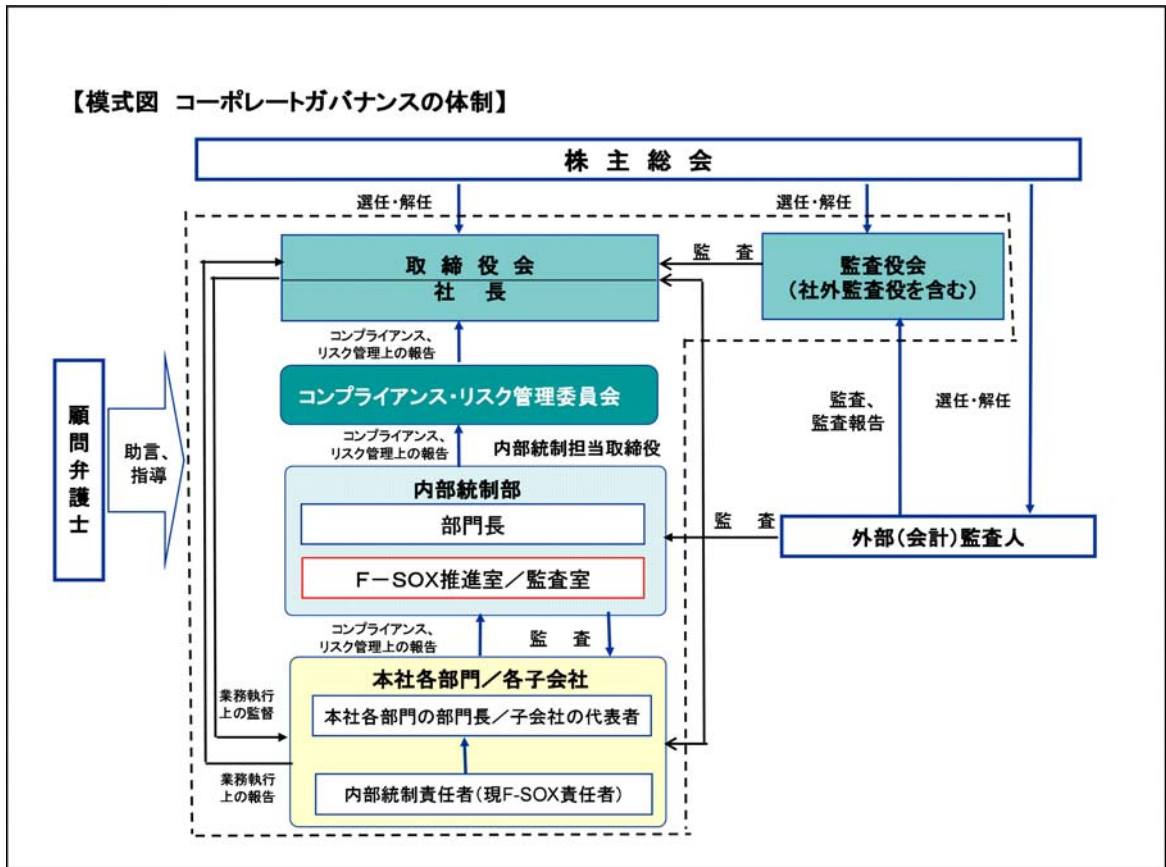 【模式図 コーポレートガバナンスの体制】
株 主 総 会
選任・解任
選任・解任
取 締 役 会
社 長
監 査
監査役会
(社外監査役を含む)
コンプライアンス、
リスク管理上の報告
コンプライアンス・リスク管理委員会
監査、
監査報告
選任・解任
顧問弁護士
助言、
指導
コンプライアンス、
リスク管理上の報告
内部統制担当取締役
内部統制部
部門長
監 査
外部(会計)監査人
F-SOX推進室/監査室
コンプライアンス、
リスク管理上の報告
監 査
本社各部門/各子会社
業務執行
上の監督
本社各部門の部門長/子会社の代表者
業務執行
上の報告
内部統制責任者(現F-SOX責任者)